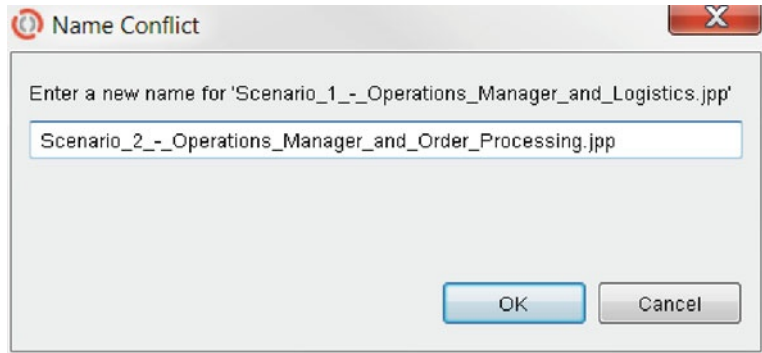 Name Conflict
Enter a new name for 'Scenario_1_-_Operations_Manager_and_Logistics.jpp'
Scenario_2_-_Operations_Manager_and_Order_Processing.jpp
OK
Cancel